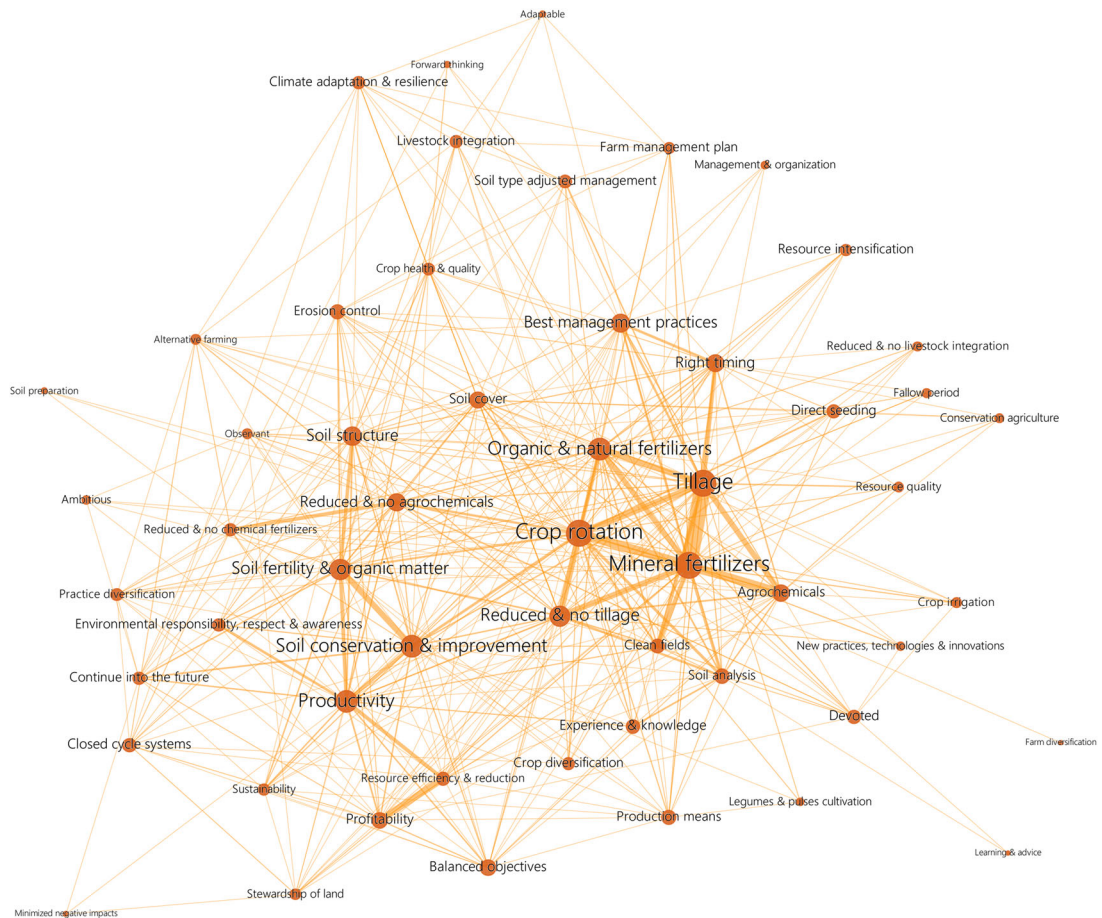 Adaptable
Forward thinking
Climate adaptation & resilience
Livestock integration
Farm management plan
Management & organization
Soil type adjusted management
Resource intensification
Crop health & quality
Erosion control
Best management practices
Alternative farming
Reduced & no livestock integration
Right timing
Soil preparation
Fallow period
Soil cover
Direct seeding
Conservation agriculture
Observant
Soil structure
Organic & natural fertilizers
Tillage
Resource quality
Ambitious
Reduced & no agrochemicals
Reduced & no chemical fertilizers
Crop rotation
Mineral fertilizers
Soil fertility & organic matter
Practice diversification
Agrochemicals
Crop irrigation
Reduced & no tillage
Environmental responsibility, respect & awareness
Soil conservation & improvement
Clean fields
New practices, technologies & innovations
Continue into the future
Soil analysis
Productivity
Devoted
Experience & knowledge
Closed cycle systems
Farm diversification
Crop diversification
Resource efficiency & reduction
Sustainability
Legumes & pulses cultivation
Profitability
Production means
Learning & advice
Balanced objectives
Stewardship of land
Minimized negative impacts